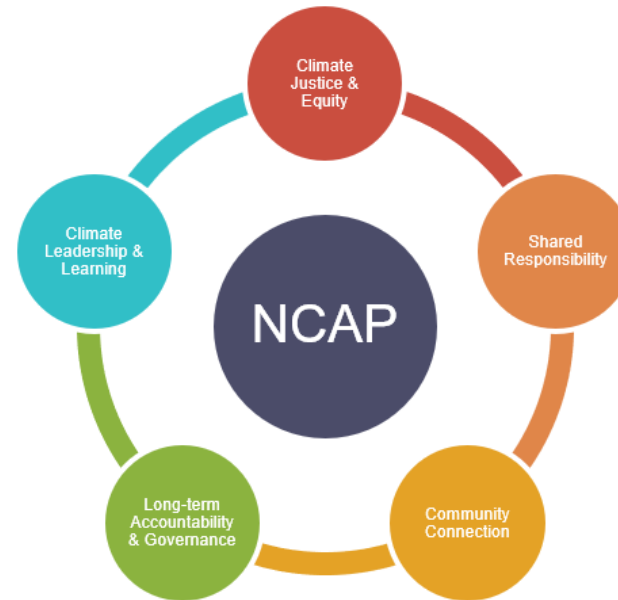 Climate
Justice &
Equity
Shared
Responsibility
Community
Connection
Long-term
Accountability
& Governance
Climate
Leadership &
Learning
NCAP